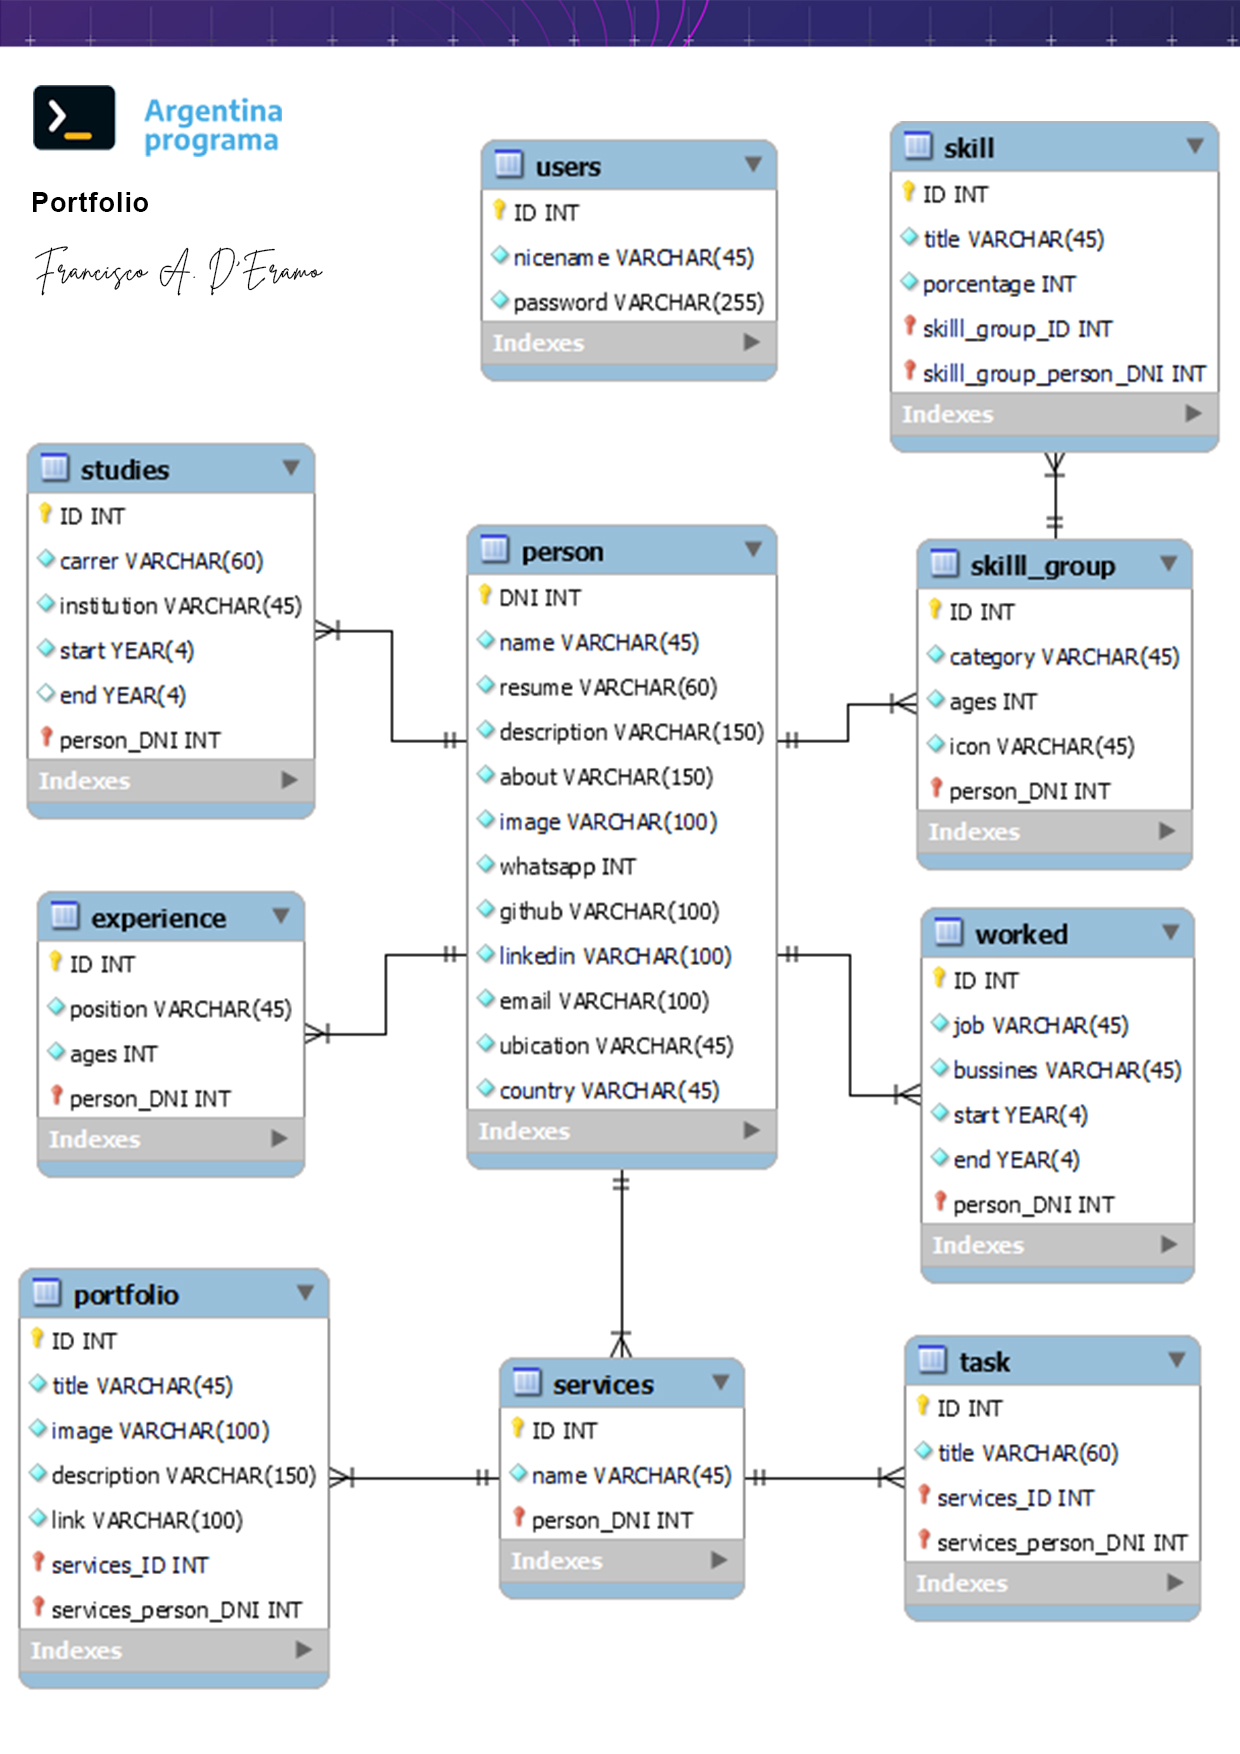 Argentina
programa
Portfolio
Francisco A. D'Eramo
users
ID INT
nicename VARCHAR(45)
password VARCHAR(255)
Indexes
skill
ID INT
title VARCHAR(45)
porcentage INT
skilll_group_ID INT
skilll_group_person_DNI INT
Indexes
studies
ID INT
carrer VARCHAR(60)
institution VARCHAR(45)
start YEAR(4)
end YEAR(4)
person_DNI INT
Indexes
person
DNI INT
name VARCHAR(45)
resume VARCHAR(60)
description VARCHAR(150)
about VARCHAR(150)
image VARCHAR(100)
whatsapp INT
github VARCHAR(100)
linkedin VARCHAR(100)
email VARCHAR(100)
ubication VARCHAR(45)
country VARCHAR(45)
Indexes
skilll_group
ID INT
category VARCHAR(45)
ages INT
icon VARCHAR(45)
person_DNI INT
Indexes
experience
ID INT
position VARCHAR(45)
ages INT
person_DNI INT
Indexes
worked
ID INT
job VARCHAR(45)
bussines VARCHAR(45)
start YEAR(4)
end YEAR(4)
person_DNI INT
Indexes
portfolio
ID INT
title VARCHAR(45)
image VARCHAR(100)
description VARCHAR(150)
link VARCHAR(100)
services_ID INT
services_person_DNI INT
Indexes
services
ID INT
name VARCHAR(45)
person_DNI INT
Indexes
task
ID INT
title VARCHAR(60)
services_ID INT
services_person_DNI INT
Indexes